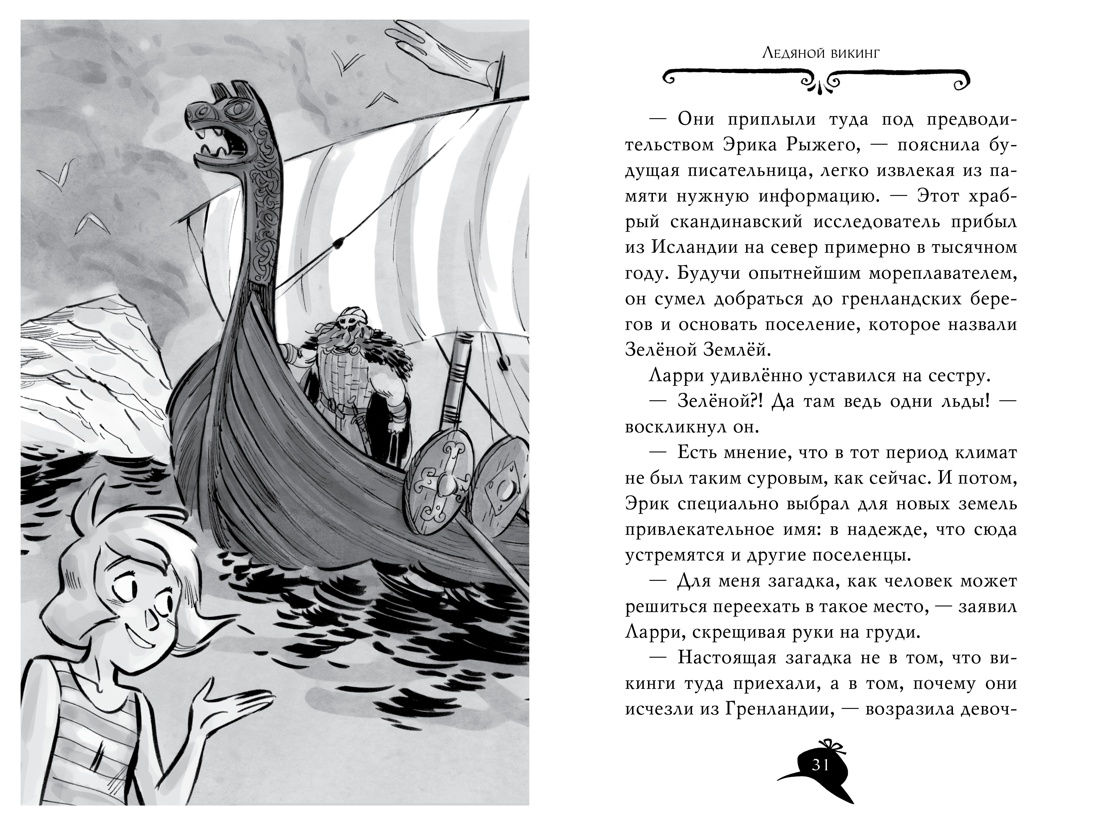 Ледяной викинг
— Они приплыли туда под предводи-
тельством Эрика Рыжего, — пояснила бу-
дущая писательница, легко извлекая из па-
мяти нужную информацию. — Этот храб-
рый скандинавский исследователь прибыл
из Исландии на север примерно в тысячном
году. Будучи опытнейшим мореплавателем,
он сумел добраться до гренландских бере-
гов и основать поселение, которое назвали
Зелёной Землёй.
Ларри удивлённо уставился на сестру.
— Зелёной?! Да там ведь одни льды! —
воскликнул он.
— Есть мнение, что в тот период климат
не был таким суровым, как сейчас. И потом,
Эрик специально выбрал для новых земель
привлекательное имя: в надежде, что сюда
устремятся и другие поселенцы.
— Для меня загадка, как человек может
решиться переехать в такое место, — заявил
Ларри, скрещивая руки на груди.
— Настоящая загадка не в том, что ви-
кинги туда приехали, а в том, почему они
исчезли из Гренландии, — возразила девоч-
31